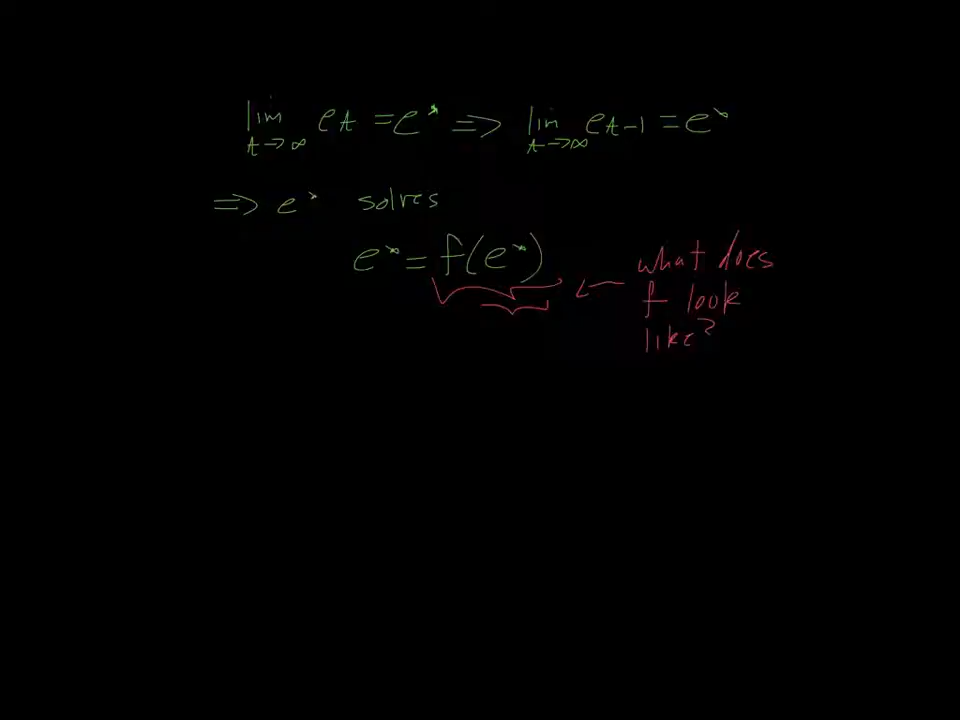 lim e_t = e* ⇒ lim e_{t-1} = e*
t→∞ t→∞
⇒ e* solves
e* = f(e*)
← what does
f look
like?